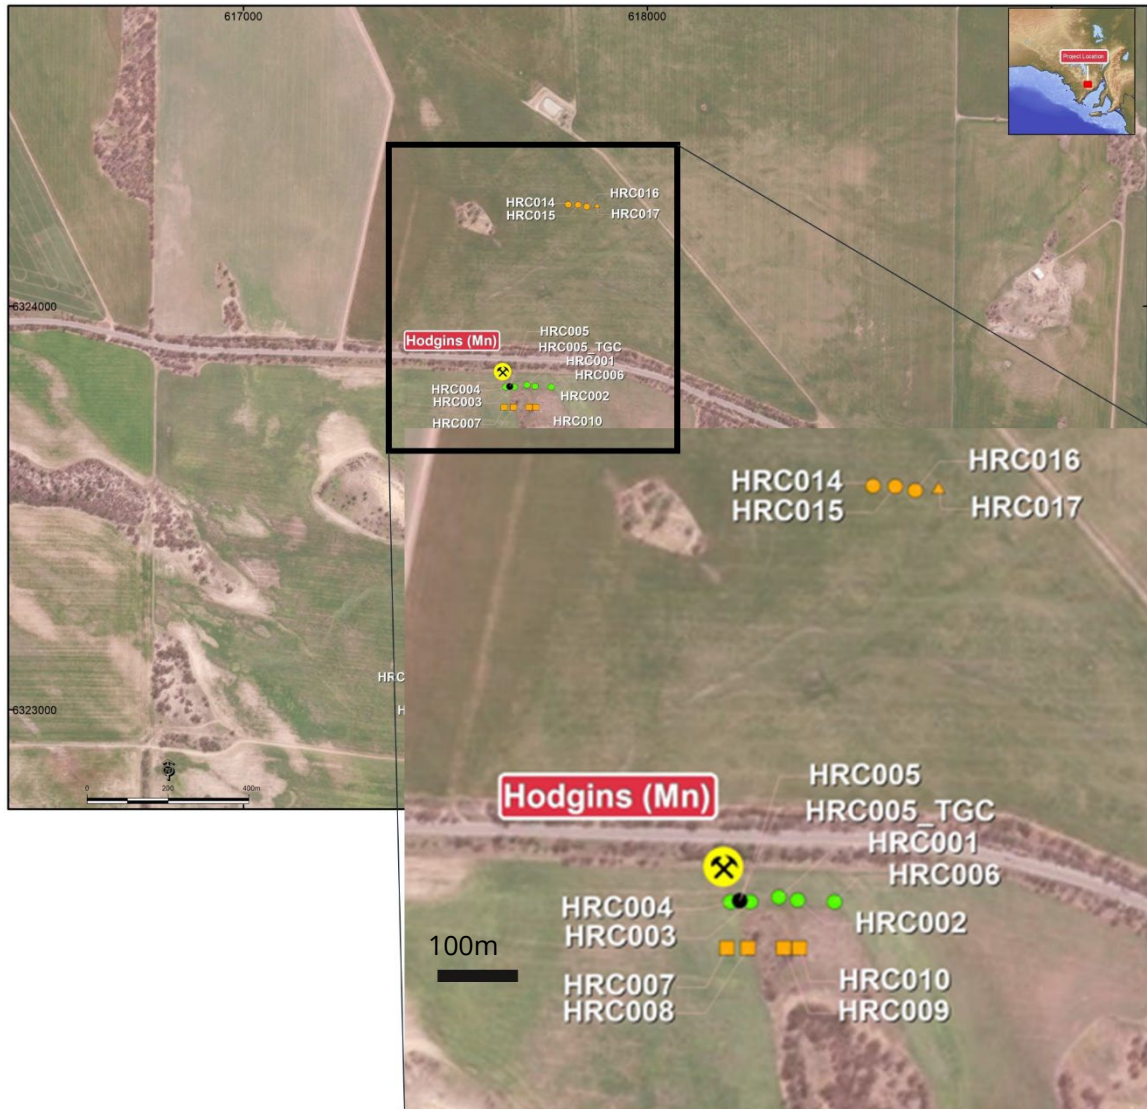 617000
618000
Project Location
HRC016
HRC014
HRC015
HRC017
6324000
HRC005
Hodgins (Mn)
HRC005_TGC
HRC001
HRC006
HRC004
HRC002
HRC003
HRC007
HRC010
HRC016
HRC014
HRC015
HRC017
HRC
H
6323000
0
200
400m
HRC005
Hodgins (Mn)
HRC005_TGC
HRC001
HRC006
HRC004
HRC002
HRC003
100m
HRC007
HRC010
HRC008
HRC009